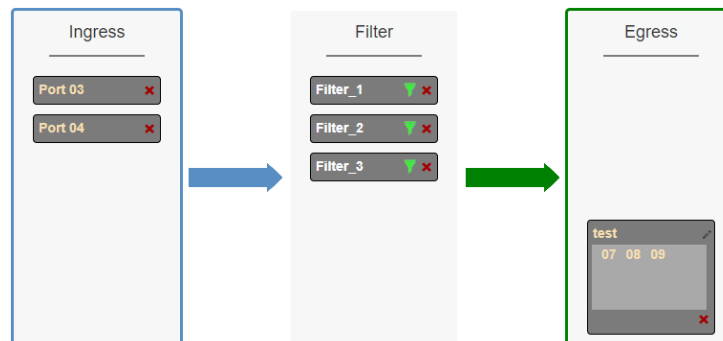 Ingress
Filter
Egress
Port 03
Port 04
Filter_1
Filter_2
Filter_3
test
07 08 09